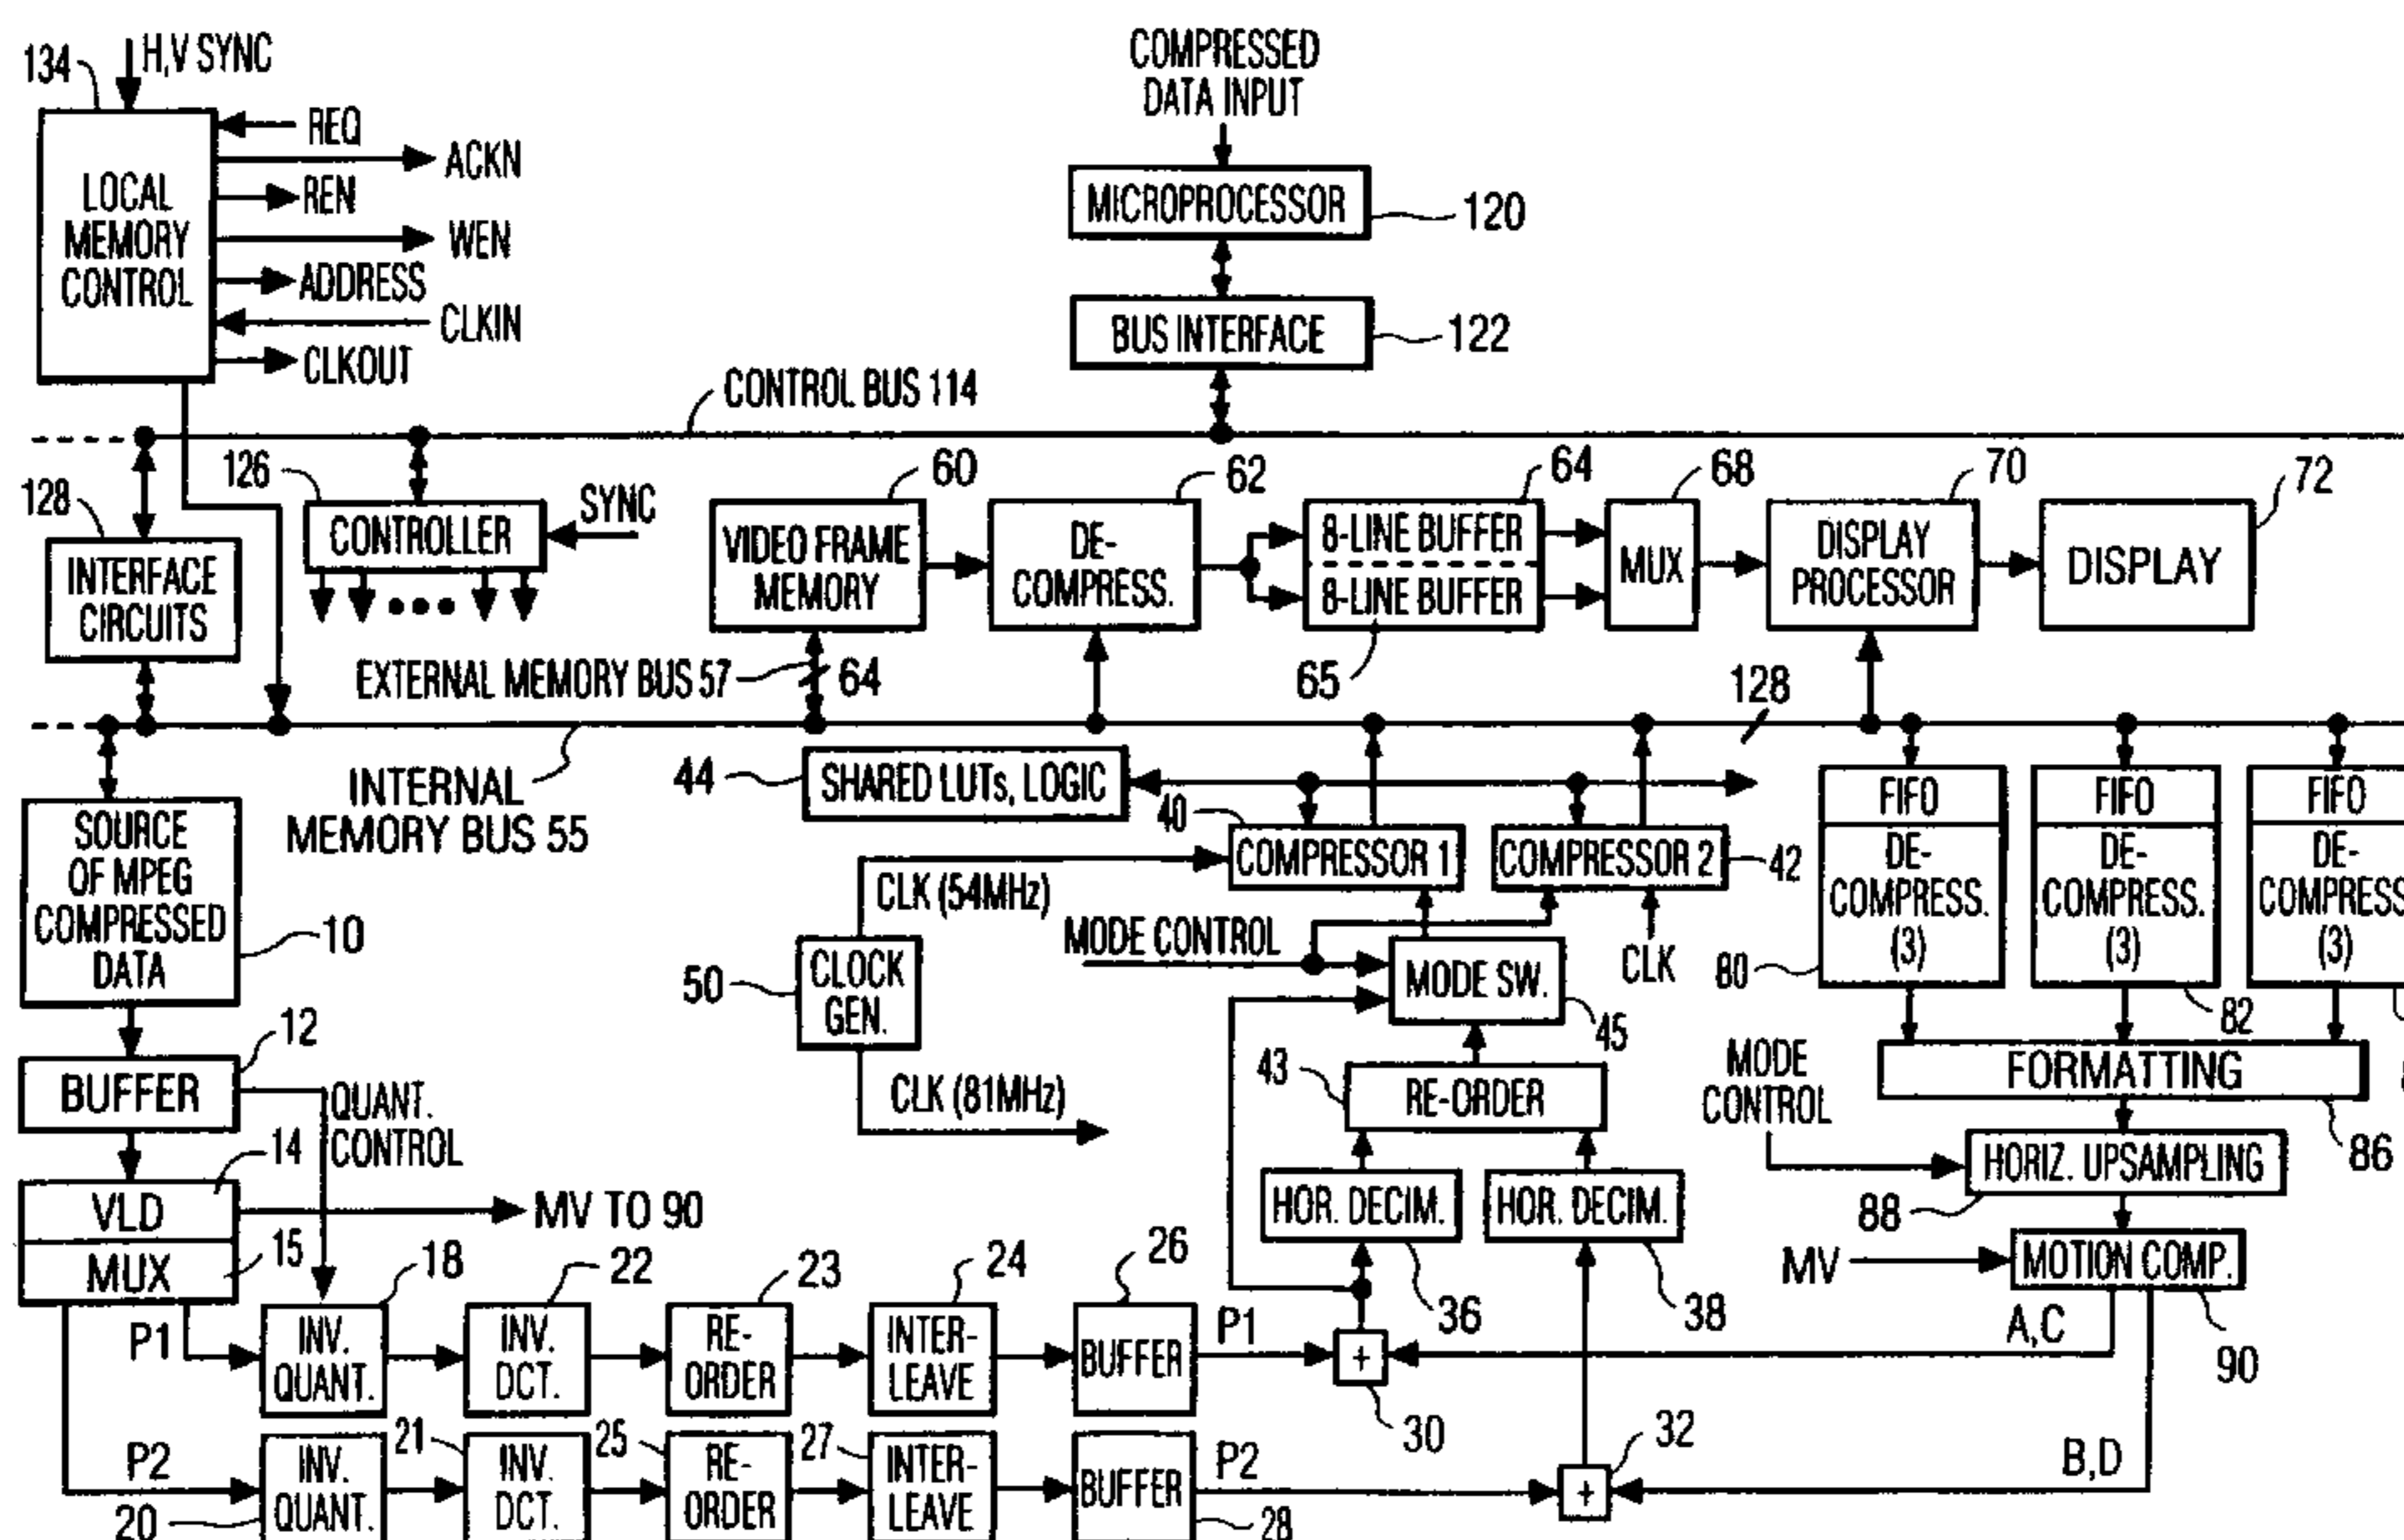 134
H,V SYNC
REQ
ACKN
REN
WEN
ADDRESS
CLKIN
CLKOUT
LOCAL
MEMORY
CONTROL
COMPRESSED
DATA INPUT
MICROPROCESSOR
120
BUS INTERFACE
122
CONTROL BUS 114
128
INTERFACE
CIRCUITS
126
CONTROLLER
SYNC
60
VIDEO FRAME
MEMORY
62
DE-
COMPRESS.
64
8-LINE BUFFER
8-LINE BUFFER
65
68
MUX
70
DISPLAY
PROCESSOR
72
DISPLAY
EXTERNAL MEMORY BUS 57
64
128
INTERNAL
MEMORY BUS 55
44
SHARED LUTs, LOGIC
40
COMPRESSOR 1
COMPRESSOR 2
42
CLK (54MHz)
MODE CONTROL
CLK
50
CLOCK
GEN.
CLK (81MHz)
MODE SW.
45
43
RE-ORDER
HOR. DECIM.
36
HOR. DECIM.
38
FIFO
DE-
COMPRESS.
(3)
80
FIFO
DE-
COMPRESS.
(3)
82
FIFO
DE-
COMPRESS
(3)
FORMATTING
86
MODE
CONTROL
HORIZ. UPSAMPLING
88
MV
MOTION COMP.
90
A,C
B,D
SOURCE
OF MPEG
COMPRESSED
DATA
10
12
BUFFER
QUANT.
CONTROL
14
VLD
MV TO 90
MUX
15
P1
18
INV.
QUANT.
22
INV.
DCT.
23
RE-
ORDER
24
INTER-
LEAVE
26
BUFFER
P1
+
30
P2
20
INV.
QUANT.
21
INV.
DCT.
25
RE-
ORDER
27
INTER-
LEAVE
BUFFER
28
P2
+
32